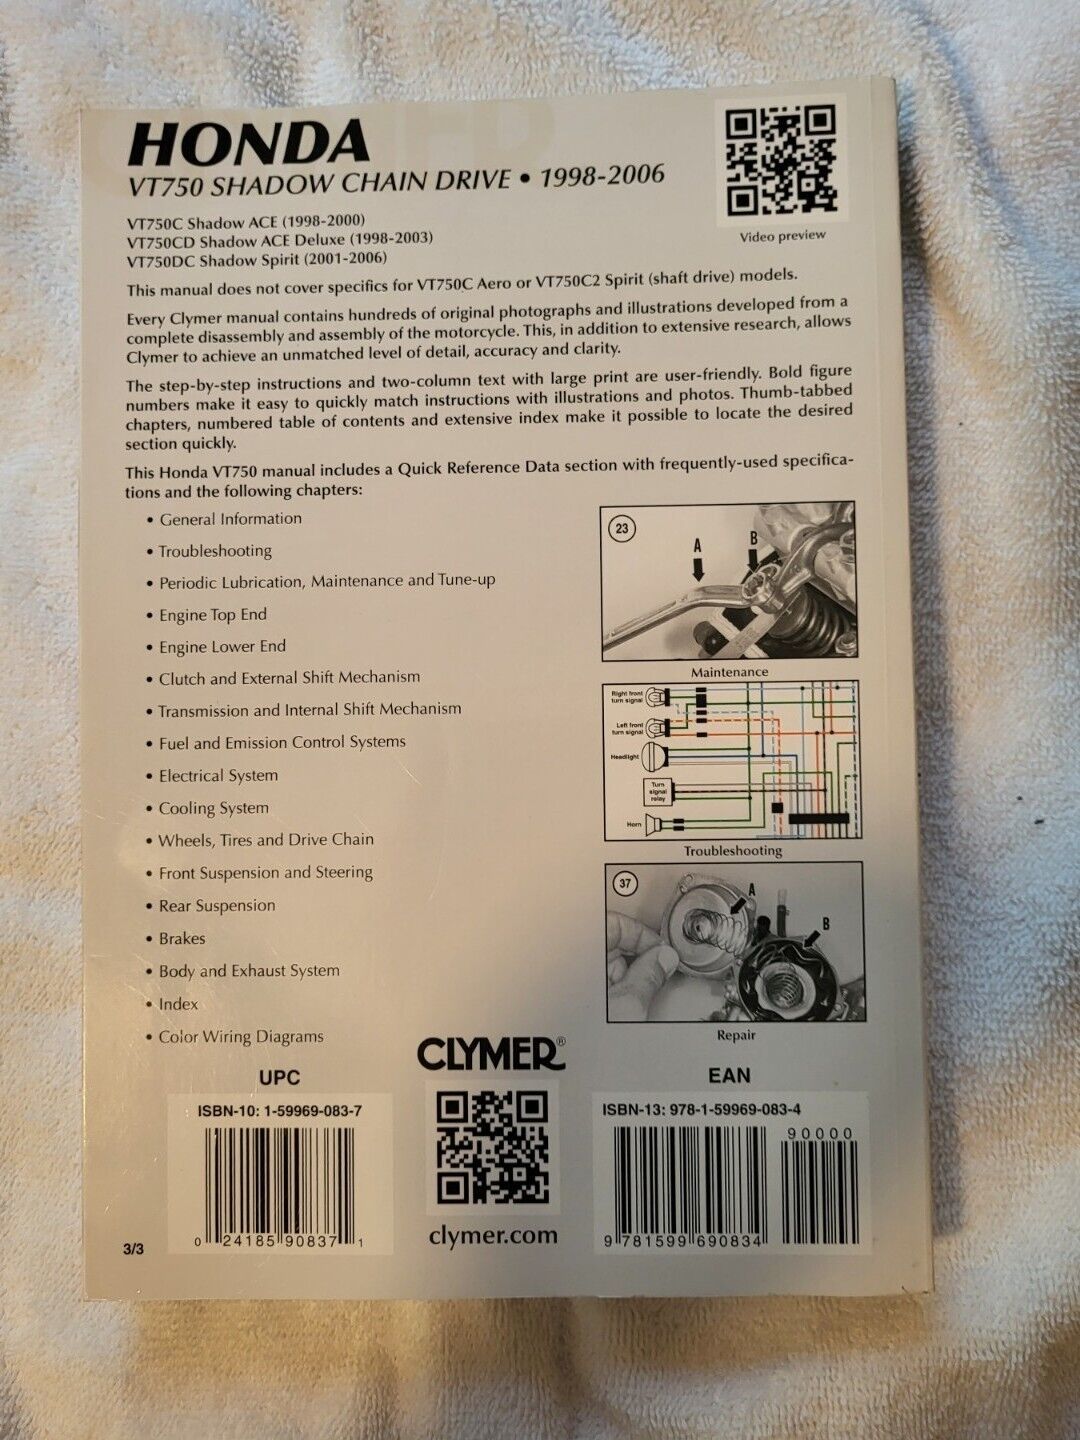 HONDA
VT750 SHADOW CHAIN DRIVE • 1998-2006
Video preview
VT750C Shadow ACE (1998-2000)
VT750CD Shadow ACE Deluxe (1998-2003)
VT750DC Shadow Spirit (2001-2006)
This manual does not cover specifics for VT750C Aero or VT750C2 Spirit (shaft drive) models.
Every Clymer manual contains hundreds of original photographs and illustrations developed from a
complete disassembly and assembly of the motorcycle. This, in addition to extensive research, allows
Clymer to achieve an unmatched level of detail, accuracy and clarity.
The step-by-step instructions and two-column text with large print are user-friendly. Bold figure
numbers make it easy to quickly match instructions with illustrations and photos. Thumb-tabbed
chapters, numbered table of contents and extensive index make it possible to locate the desired
section quickly.
This Honda VT750 manual includes a Quick Reference Data section with frequently-used specifica-
tions and the following chapters:
• General Information
• Troubleshooting
• Periodic Lubrication, Maintenance and Tune-up
• Engine Top End
• Engine Lower End
• Clutch and External Shift Mechanism
• Transmission and Internal Shift Mechanism
• Fuel and Emission Control Systems
• Electrical System
• Cooling System
• Wheels, Tires and Drive Chain
• Front Suspension and Steering
• Rear Suspension
• Brakes
• Body and Exhaust System
• Index
• Color Wiring Diagrams
23
A
B
Maintenance
Right front
turn signal
Left front
turn signal
Headlight
Turn
signal
relay
Horn
Troubleshooting
37
A
B
Repair
CLYMER®
clymer.com
UPC
ISBN-10: 1-59969-083-7
0 24185 90837 1
EAN
ISBN-13: 978-1-59969-083-4
90000
9 781599 690834
3/3